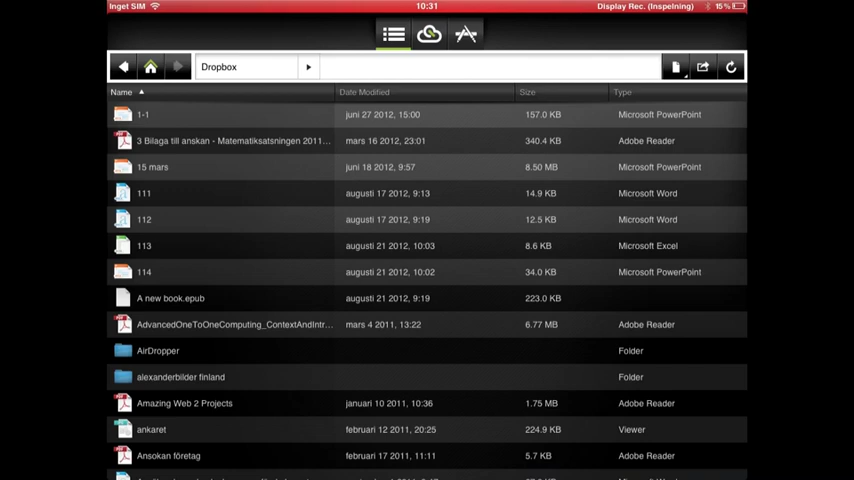 Inget SIM 10:31 Display Rec. (Inspelning) 15%
Dropbox
Name Date Modified Size Type
1-1 juni 27 2012, 15:00 157.0 KB Microsoft PowerPoint
3 Bilaga till anskan - Matematiksatsningen 2011... mars 16 2012, 23:01 340.4 KB Adobe Reader
15 mars juni 18 2012, 9:57 8.50 MB Microsoft PowerPoint
111 augusti 17 2012, 9:13 14.9 KB Microsoft Word
112 augusti 17 2012, 9:19 12.5 KB Microsoft Word
113 augusti 21 2012, 10:03 8.6 KB Microsoft Excel
114 augusti 21 2012, 10:02 34.0 KB Microsoft PowerPoint
A new book.epub augusti 21 2012, 9:19 223.0 KB
AdvancedOneToOneComputing_ContextAndIntr... mars 4 2011, 13:22 6.77 MB Adobe Reader
AirDropper Folder
alexanderbilder finland Folder
Amazing Web 2 Projects januari 10 2011, 10:36 1.75 MB Adobe Reader
ankaret februari 12 2011, 20:25 224.9 KB Viewer
Ansokan företag februari 17 2011, 11:11 5.7 KB Adobe Reader